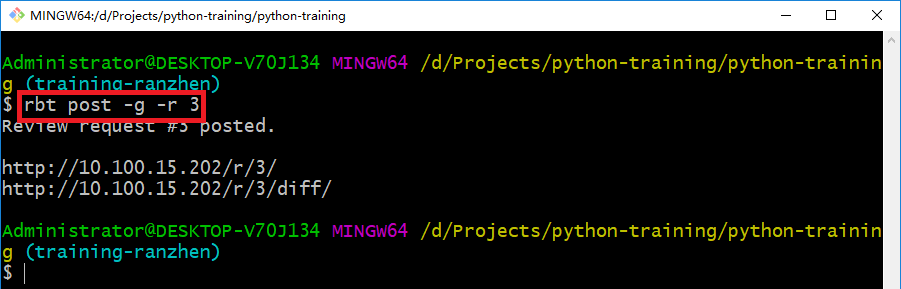 MINGW64:/d/Projects/python-training/python-training
Administrator@DESKTOP-V70J134 MINGW64 /d/Projects/python-training/python-trainin
g (training-ranzhen)
$ rbt post -g -r 3
Review request #3 posted.
http://10.100.15.202/r/3/
http://10.100.15.202/r/3/diff/
Administrator@DESKTOP-V70J134 MINGW64 /d/Projects/python-training/python-trainin
g (training-ranzhen)
$